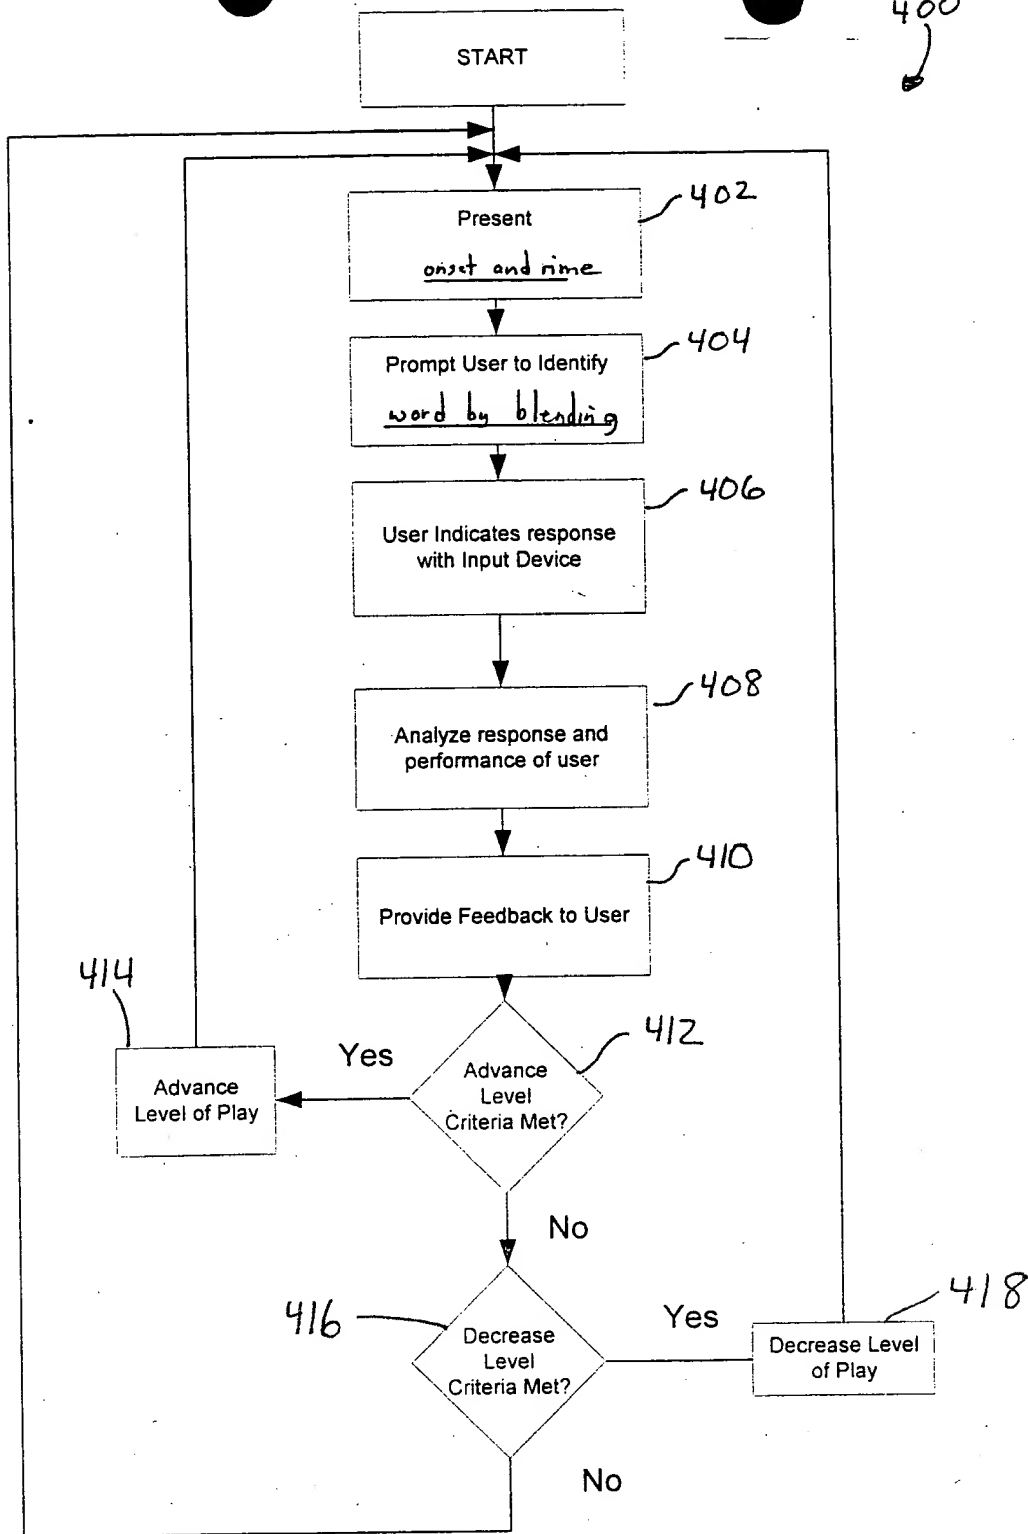 400
START
402
Present
onset and rime
404
Prompt User to Identify
word by blending
406
User Indicates response
with Input Device
408
Analyze response and
performance of user
410
Provide Feedback to User
414
412
Yes
Advance
Level
Criteria Met?
Advance
Level of Play
No
416
418
Yes
Decrease
Level
Criteria Met?
Decrease Level
of Play
No